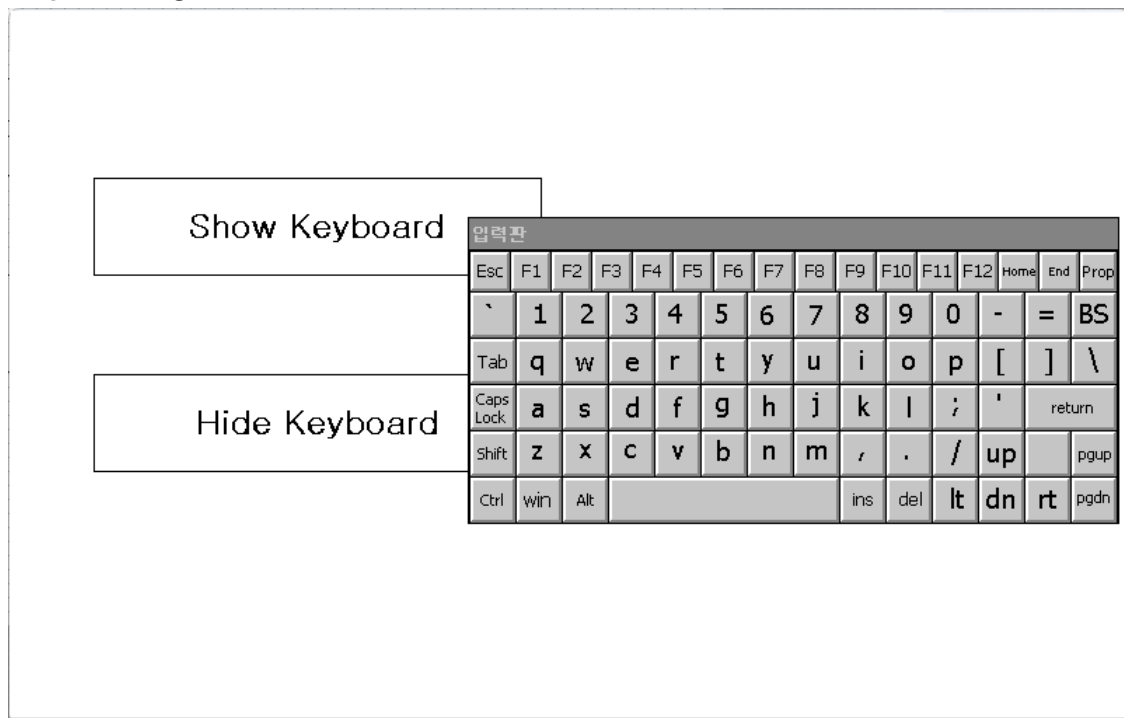 Show Keyboard
Hide Keyboard
입력판
Esc F1 F2 F3 F4 F5 F6 F7 F8 F9 F10 F11 F12 Home End Prop
` 1 2 3 4 5 6 7 8 9 0 - = BS
Tab q w e r t y u i o p [ ] \
Caps Lock a s d f g h j k l ; ' return
Shift z x c v b n m , . / up pgup
Ctrl win Alt ins del lt dn rt pgdn